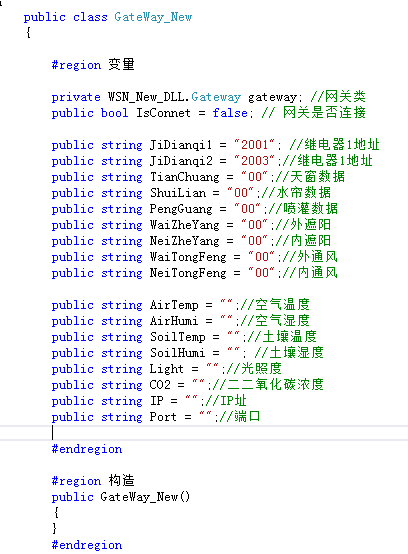 public class GateWay_New
{
#region 变量
private WSN_New_DLL.Gateway gateway; //网关类
public bool IsConnet = false; // 网关是否连接
public string JiDianqi1 = "2001"; //继电器1地址
public string JiDianqi2 = "2003";//继电器1地址
public string TianChuang = "00";//天窗数据
public string ShuiLian = "00";//水帘数据
public string PengGuang = "00";//喷灌数据
public string WaiZheYang = "00";//外遮阳
public string NeiZheYang = "00";//内遮阳
public string WaiTongFeng = "00";//外通风
public string NeiTongFeng = "00";//内通风
public string AirTemp = "";//空气温度
public string AirHumi = "";//空气湿度
public string SoilTemp = "";//土壤温度
public string SoilHumi = ""; //土壤湿度
public string Light = "";//光照度
public string CO2 = "";//二二氧化碳浓度
public string IP = "";//IP址
public string Port = "";//端口
#endregion
#region 构造
public GateWay_New()
{
}
#endregion